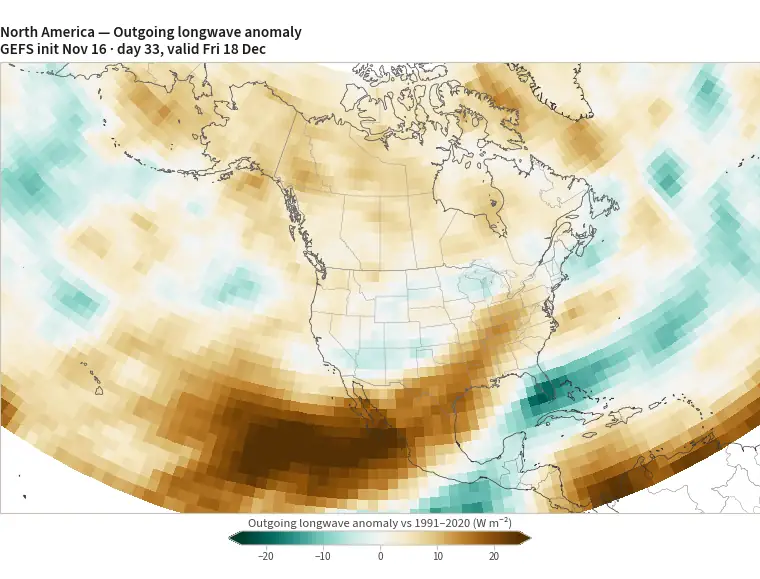 North America — Outgoing longwave anomaly
GEFS init Nov 16 · day 33, valid Fri 18 Dec
Outgoing longwave anomaly vs 1991–2020 (W m⁻²)
−20 −10 0 10 20